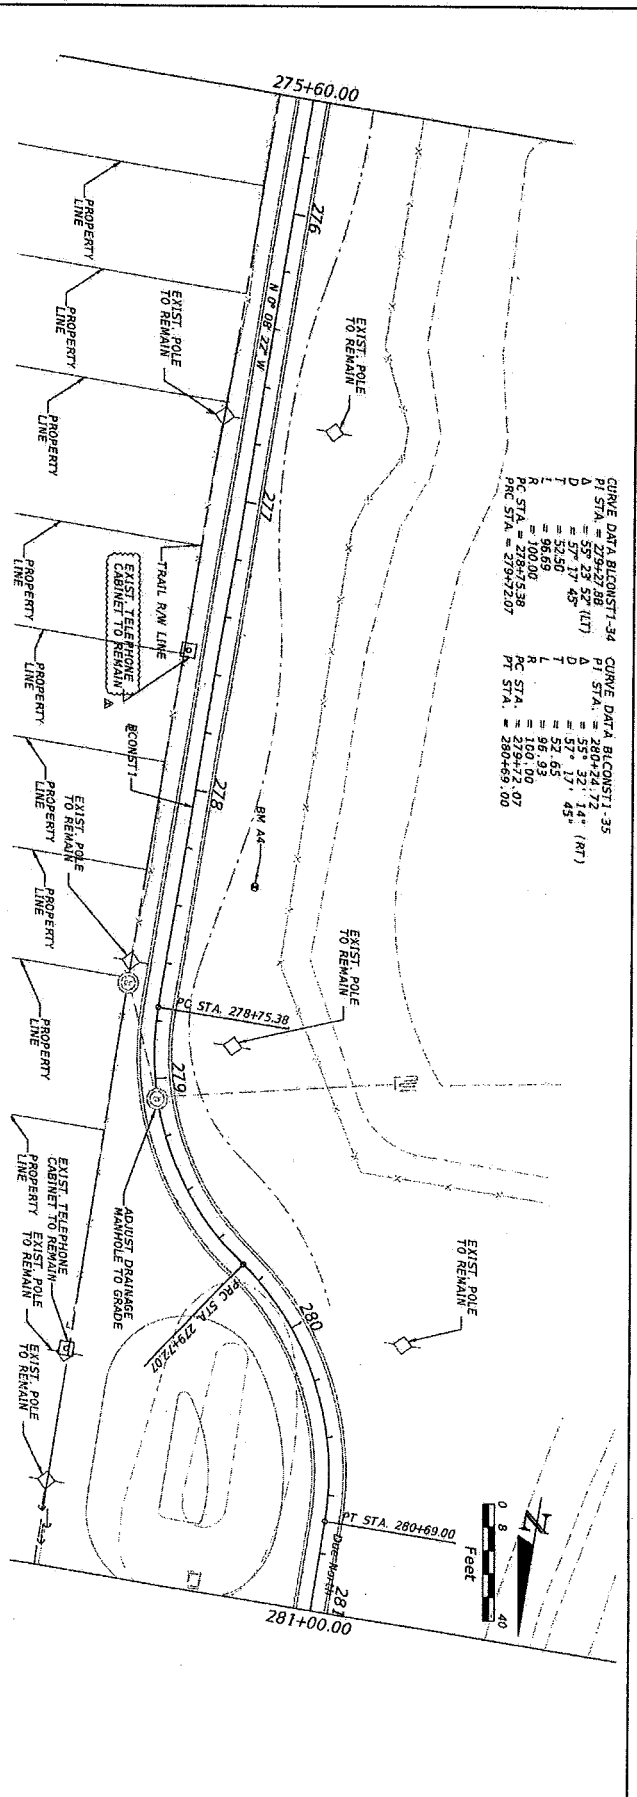 275+60.00
276
N 0° 08' 22" W
277
278
279
280
281
281+00.00
Due North
CURVE DATA BLCONST1-34
PI STA. = 279+27.88
Δ = 55° 23' 52" (LT)
D = 57° 17' 45"
T = 52.50
L = 96.69
R = 100.00
PC STA = 278+75.38
PRC STA = 279+72.07
CURVE DATA BLCONST1-35
PI STA. = 280+24.72
Δ = 55° 32' 14" (RT)
D = 57° 17' 45"
T = 52.65
L = 96.93
R = 100.00
PC STA. = 279+72.07
PT STA. = 280+69.00
EXIST. POLE
TO REMAIN
EXIST. POLE
TO REMAIN
PROPERTY
LINE
PROPERTY
LINE
PROPERTY
LINE
PROPERTY
LINE
TRAIL R/W LINE
EXIST. TELEPHONE
CABINET TO REMAIN
PROPERTY
LINE
BCONST1
PROPERTY
LINE
EXIST. POLE
TO REMAIN
PROPERTY
LINE
BM A4
EXIST. POLE
TO REMAIN
PC STA. 278+75.38
PROPERTY
LINE
ADJUST DRAINAGE
MANHOLE TO GRADE
EXIST. TELEPHONE
CABINET TO REMAIN
PROPERTY
LINE
EXIST. POLE
TO REMAIN
EXIST. POLE
TO REMAIN
PRC STA. 279+72.07
EXIST POLE
TO REMAIN
PT STA. 280+69.00
N
0 8 40
Feet